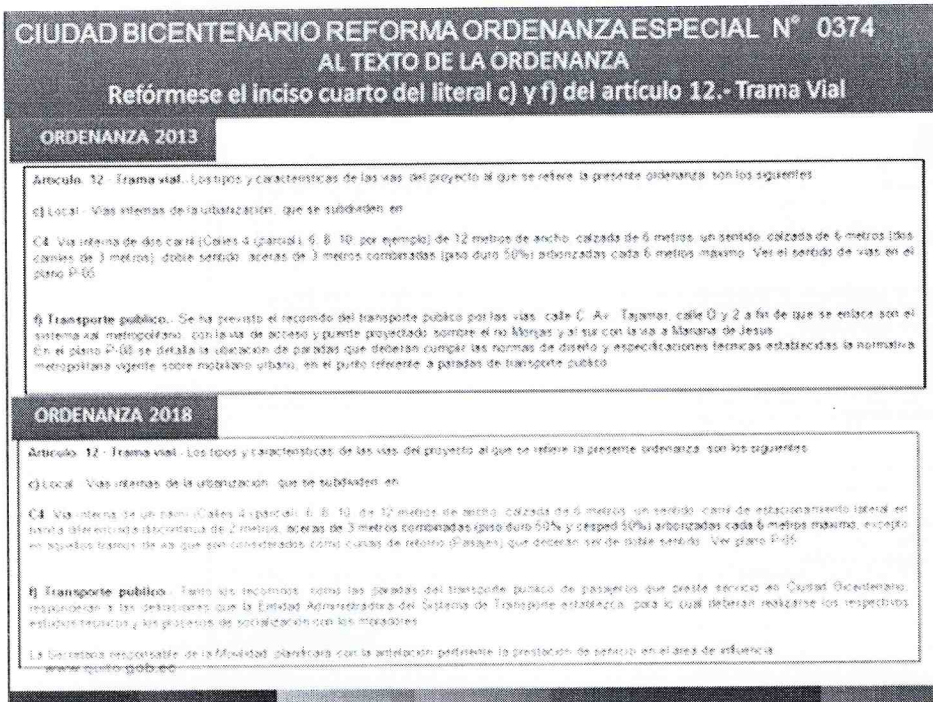 CIUDAD BICENTENARIO REFORMA ORDENANZA ESPECIAL N° 0374
AL TEXTO DE LA ORDENANZA
Refórmese el inciso cuarto del literal c) y f) del artículo 12.- Trama Vial
ORDENANZA 2013
Artículo. 12 - Trama vial.- Los tipos y características de las vías del proyecto al que se refiere la presente ordenanza son los siguientes
c) Local.- Vías internas de la urbanización, que se subdividen en
C4. Vía interna de dos carril (Calles 4 (parcial), 6, 8, 10, por ejemplo) de 12 metros de ancho, calzada de 6 metros, un sentido, calzada de 6 metros (dos
carriles de 3 metros), doble sentido, aceras de 3 metros combinadas (piso duro 50%) arborizadas cada 6 metros máximo. Ver el sentido de vías en el
plano P-05
f) Transporte publico.- Se ha previsto el recorrido del transporte publico por las vías: calle C, Av. Tajamar, calle D y 2 a fin de que se enlace con el
sistema vial metropolitano, con la vía de acceso y puente proyectado sombre el rio Monjas y al sur con la vía a Mariana de Jesus
En el plano P-08 se detalla la ubicación de paradas que deberán cumplir las normas de diseño y especificaciones técnicas establecidas la normativa
metropolitana vigente sobre mobiliario urbano, en el punto referente a paradas de transporte publico
ORDENANZA 2018
Artículo. 12 - Trama vial.- Los tipos y características de las vías del proyecto al que se refiere la presente ordenanza son los siguientes
c) Local.- Vías internas de la urbanización, que se subdividen en
C4. Vía interna de un carril (Calles 4 (parcial), 6, 8, 10, de 12 metros de ancho, calzada de 6 metros, un sentido, carril de estacionamiento lateral en
banda diferenciada discontinua de 2 metros, aceras de 3 metros combinadas (piso duro 50% y cesped 50%) arborizadas cada 6 metros máximo, excepto
en aquellos tramos de vía que son considerados como curvas de retorno (Pasajes) que deberán ser de doble sentido. Ver plano P-05
f) Transporte publico.- Tanto los recorridos como las paradas del transporte publico de pasajeros que preste servicio en Ciudad Bicentenario,
responderán a las definiciones que la Entidad Administradora del Sistema de Transporte establezca, para lo cual deberán realizarse los respectivos
estudios técnicos y los procesos de socialización con los moradores
La Secretaria responsable de la Movilidad, planificará con la antelación pertinente la prestación de servicio en el área de influencia
www.quito.gob.ec